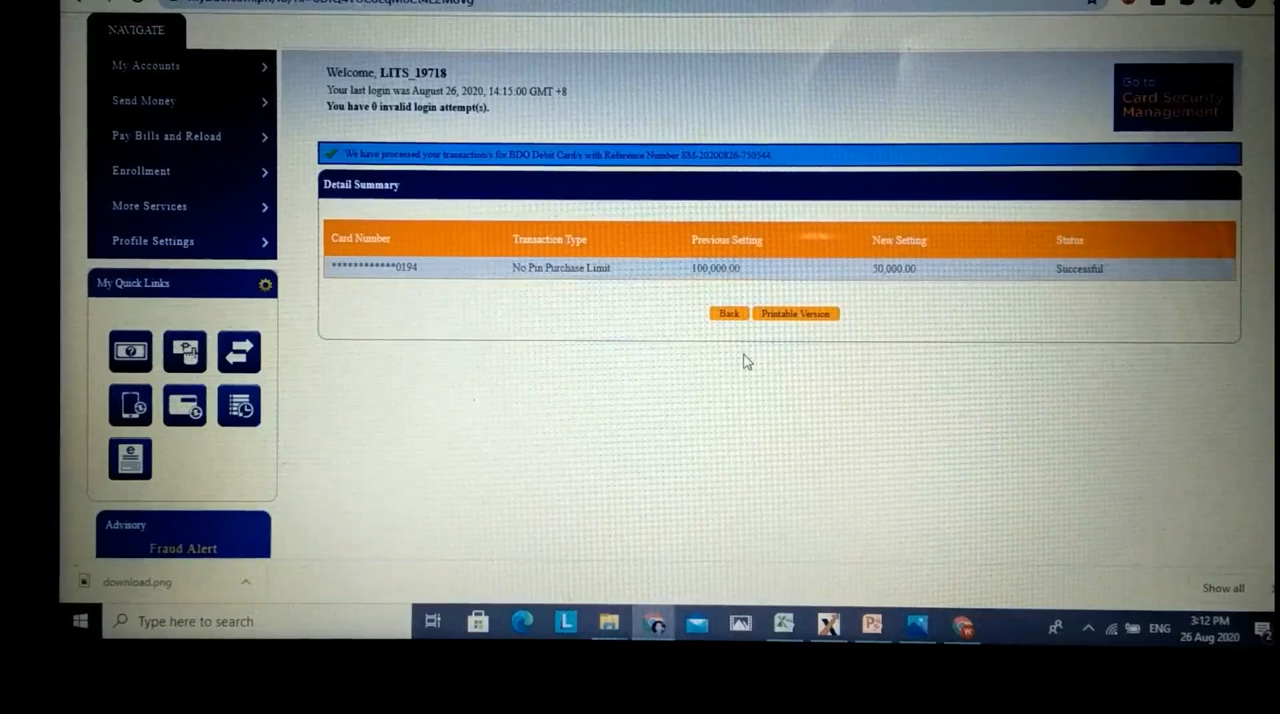 NAVIGATE
My Accounts
Send Money
Pay Bills and Reload
Enrollment
More Services
Profile Settings
My Quick Links
Advisory
Fraud Alert
Welcome, LITS_19718
Your last login was August 26, 2020, 14:15:00 GMT +8
You have 0 invalid login attempt(s).
Go to
Card Security
Management
We have processed your transaction/s for BDO Debit Card/s with Reference Number SM-20200826-750544.
Detail Summary
Card Number Transaction Type Previous Setting New Setting Status
************0194 No Pin Purchase Limit 100,000.00 50,000.00 Successful
Back Printable Version
download.png
Show all
Type here to search
ENG
3:12 PM
26 Aug 2020